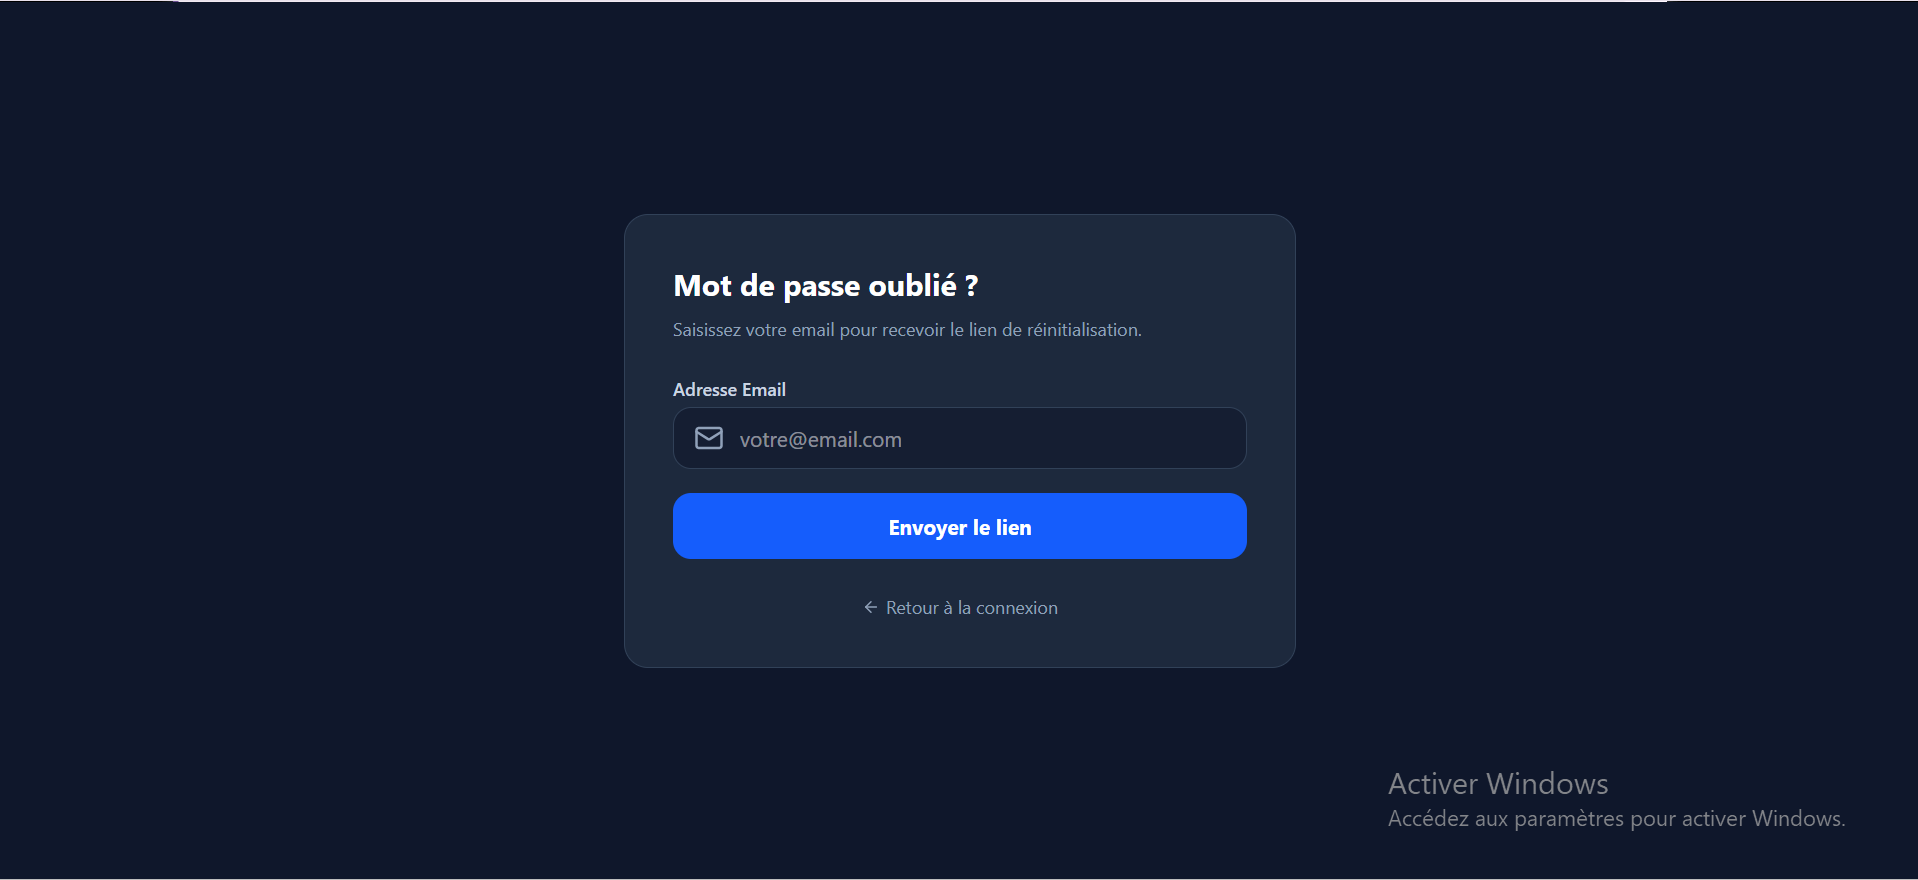 Mot de passe oublié ?
Saisissez votre email pour recevoir le lien de réinitialisation.
Adresse Email
votre@email.com
Envoyer le lien
← Retour à la connexion
Activer Windows
Accédez aux paramètres pour activer Windows.